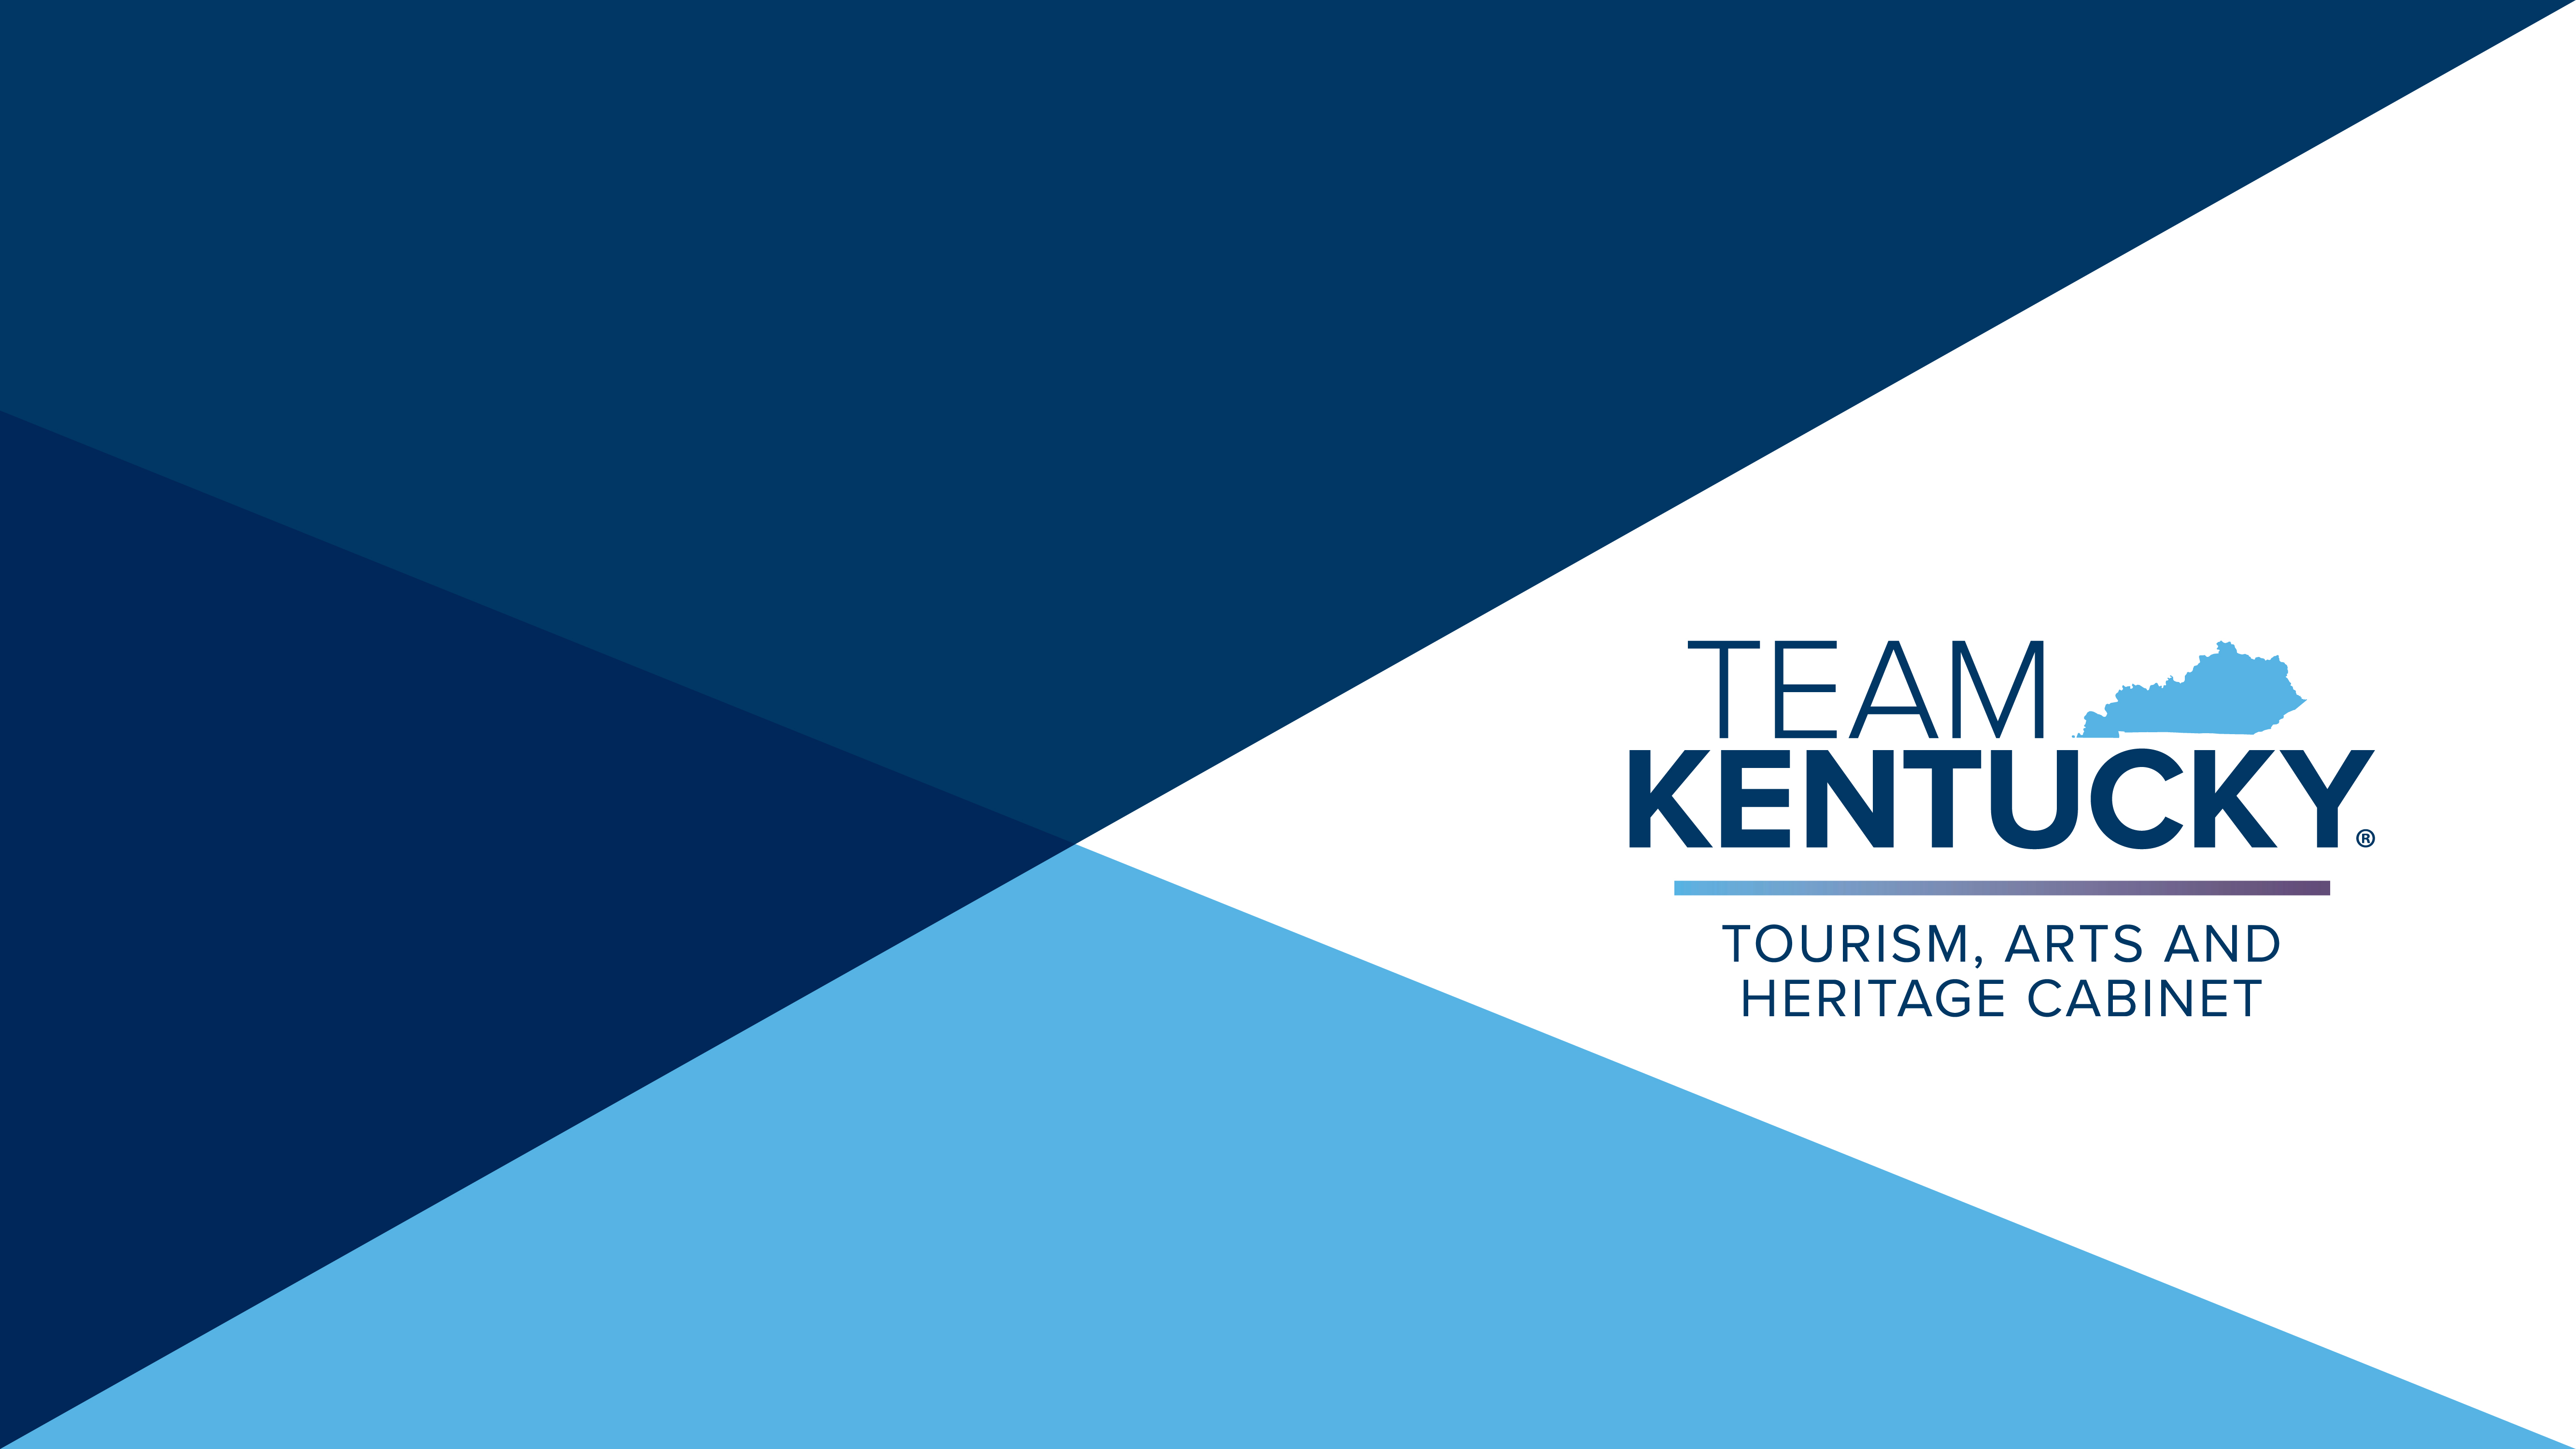 TEAM
KENTUCKY®
TOURISM, ARTS AND
HERITAGE CABINET